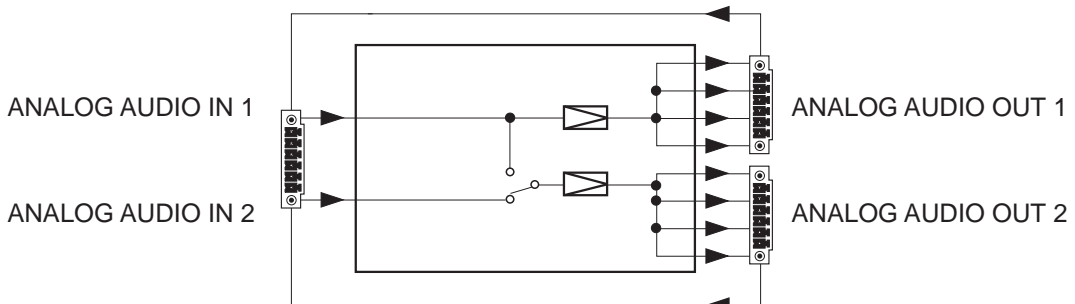 ANALOG AUDIO IN 1
ANALOG AUDIO OUT 1
ANALOG AUDIO IN 2
ANALOG AUDIO OUT 2